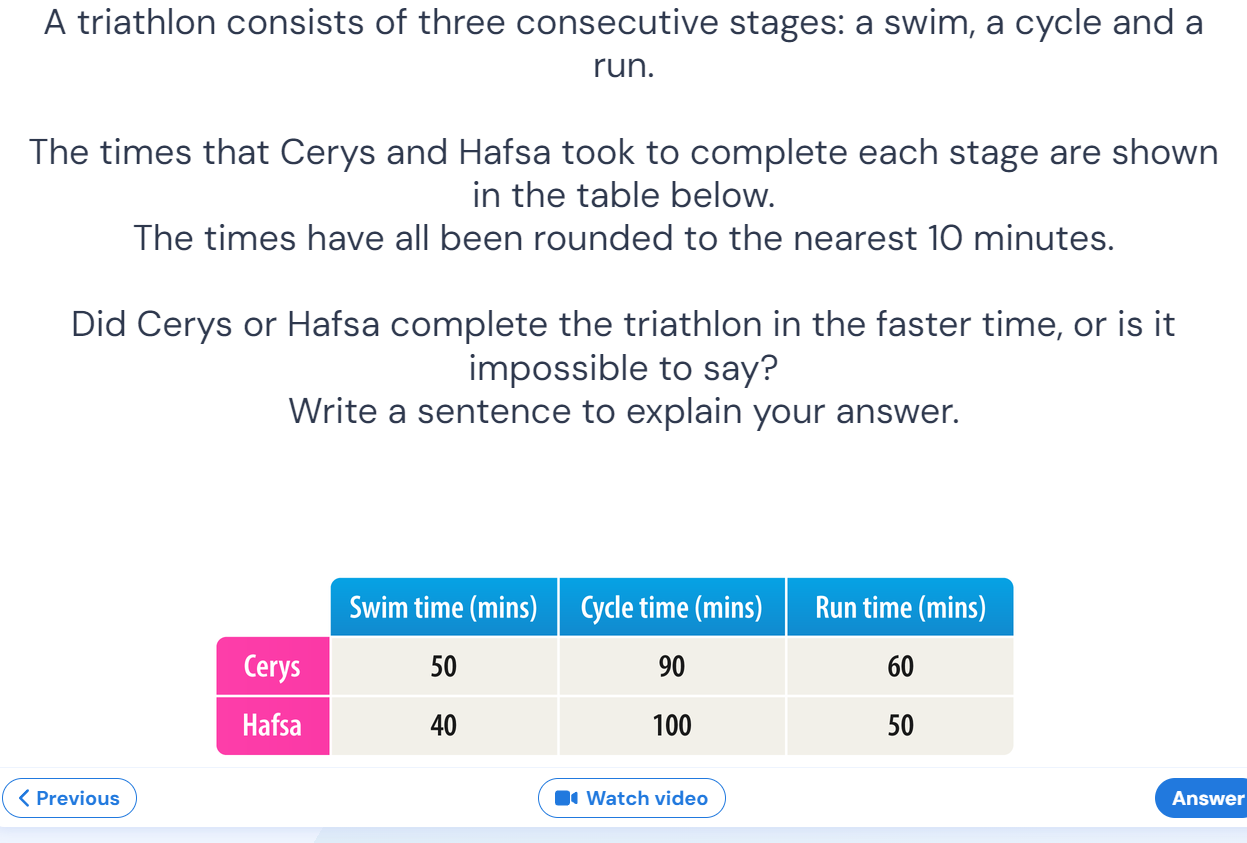 A triathlon consists of three consecutive stages: a swim, a cycle and a
run.
The times that Cerys and Hafsa took to complete each stage are shown
in the table below.
The times have all been rounded to the nearest 10 minutes.
Did Cerys or Hafsa complete the triathlon in the faster time, or is it
impossible to say?
Write a sentence to explain your answer.
Swim time (mins) Cycle time (mins) Run time (mins)
Cerys 50 90 60
Hafsa 40 100 50
Previous Watch video Answer